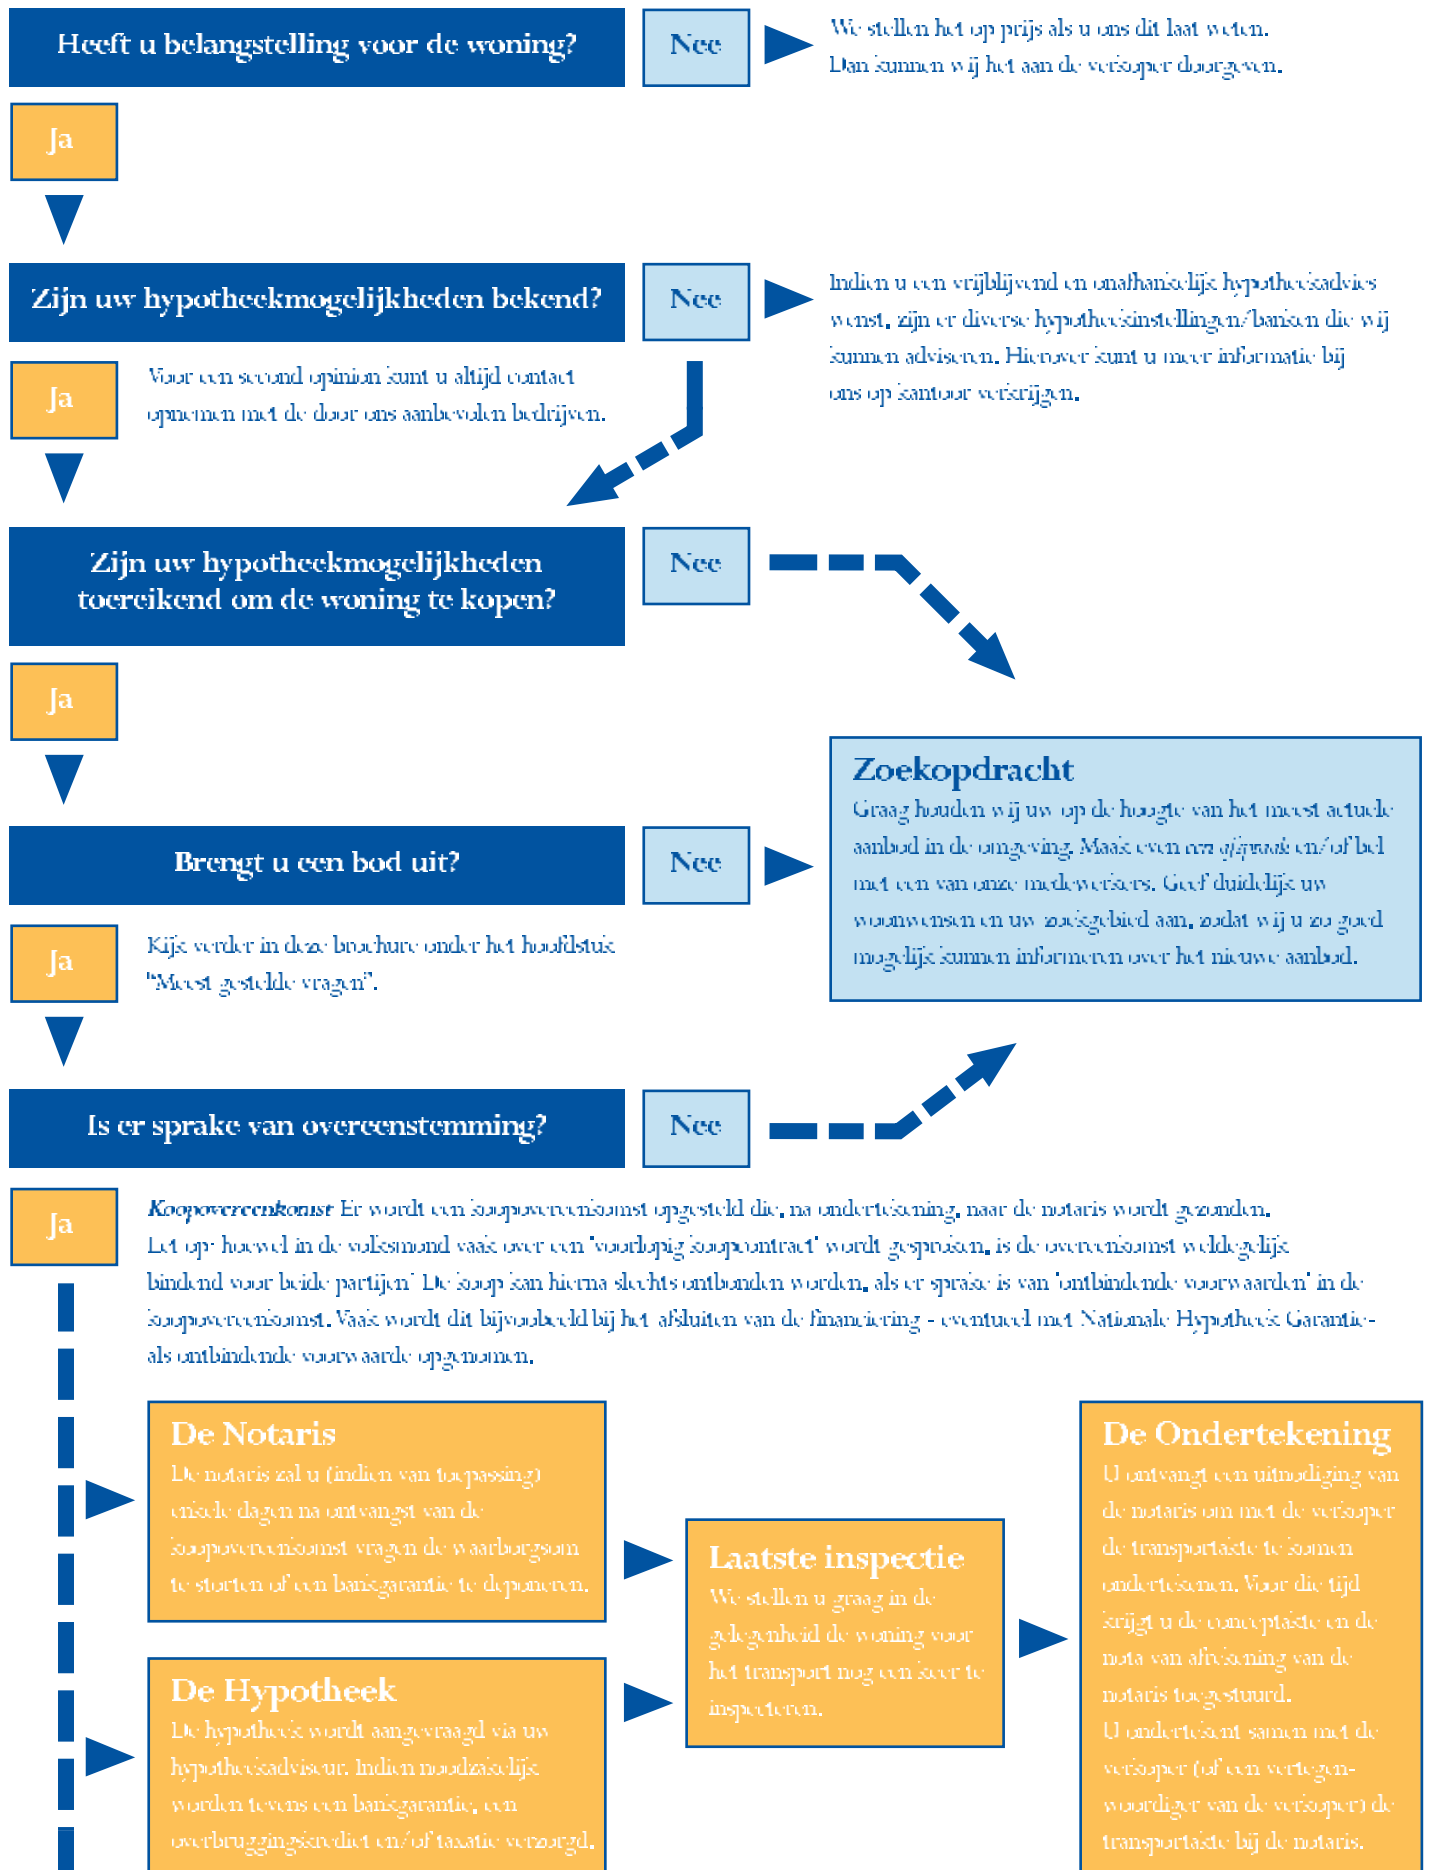 Heeft u belangstelling voor de woning?
Nee
We stellen het op prijs als u ons dit laat weten.
Dan kunnen wij het aan de verkoper doorgeven.
Ja
Zijn uw hypotheekmogelijkheden bekend?
Nee
Indien u een vrijblijvend en onafhankelijk hypotheekadvies
wenst, zijn er diverse hypotheekinstellingen/banken die wij
kunnen adviseren. Hierover kunt u meer informatie bij
ons op kantoor verkrijgen.
Ja
Voor een second opinion kunt u altijd contact
opnemen met de door ons aanbevolen bedrijven.
Zijn uw hypotheekmogelijkheden
toereikend om de woning te kopen?
Nee
Ja
Zoekopdracht
Graag houden wij uw op de hoogte van het meest actuele
aanbod in de omgeving. Maak even een afspraak en/of bel
met een van onze medewerkers. Geef duidelijk uw
woonwensen en uw zoekgebied aan, zodat wij u zo goed
mogelijk kunnen informeren over het nieuwe aanbod.
Brengt u een bod uit?
Nee
Ja
Kijk verder in deze brochure onder het hoofdstuk
"Meest gestelde vragen".
Is er sprake van overeenstemming?
Nee
Ja
Koopovereenkomst Er wordt een koopovereenkomst opgesteld die, na ondertekening, naar de notaris wordt gezonden.
Let op: hoewel in de volksmond vaak over een 'voorlopig koopcontract' wordt gesproken, is de overeenkomst weldegelijk
bindend voor beide partijen! De koop kan hierna slechts ontbonden worden, als er sprake is van 'ontbindende voorwaarden' in de
koopovereenkomst. Vaak wordt dit bijvoobeeld bij het afsluiten van de financiering - eventueel met Nationale Hypotheek Garantie-
als ontbindende voorwaarde opgenomen.
De Notaris
De notaris zal u (indien van toepassing)
enkele dagen na ontvangst van de
koopovereenkomst vragen de waarborgsom
te storten of een bankgarantie te deponeren.
De Hypotheek
De hypotheek wordt aangevraagd via uw
hypotheekadviseur. Indien noodzakelijk
worden tevens een bankgarantie, een
overbruggingskrediet en/of taxatie verzorgd.
Laatste inspectie
We stellen u graag in de
gelegenheid de woning voor
het transport nog een keer te
inspecteren.
De Ondertekening
U ontvangt een uitnodiging van
de notaris om met de verkoper
de transportakte te komen
ondertekenen. Voor die tijd
krijgt u de conceptakte en de
nota van afrekening van de
notaris toegestuurd.
U ondertekent samen met de
verkoper (of een vertegen-
woordiger van de verkoper) de
transportakte bij de notaris.